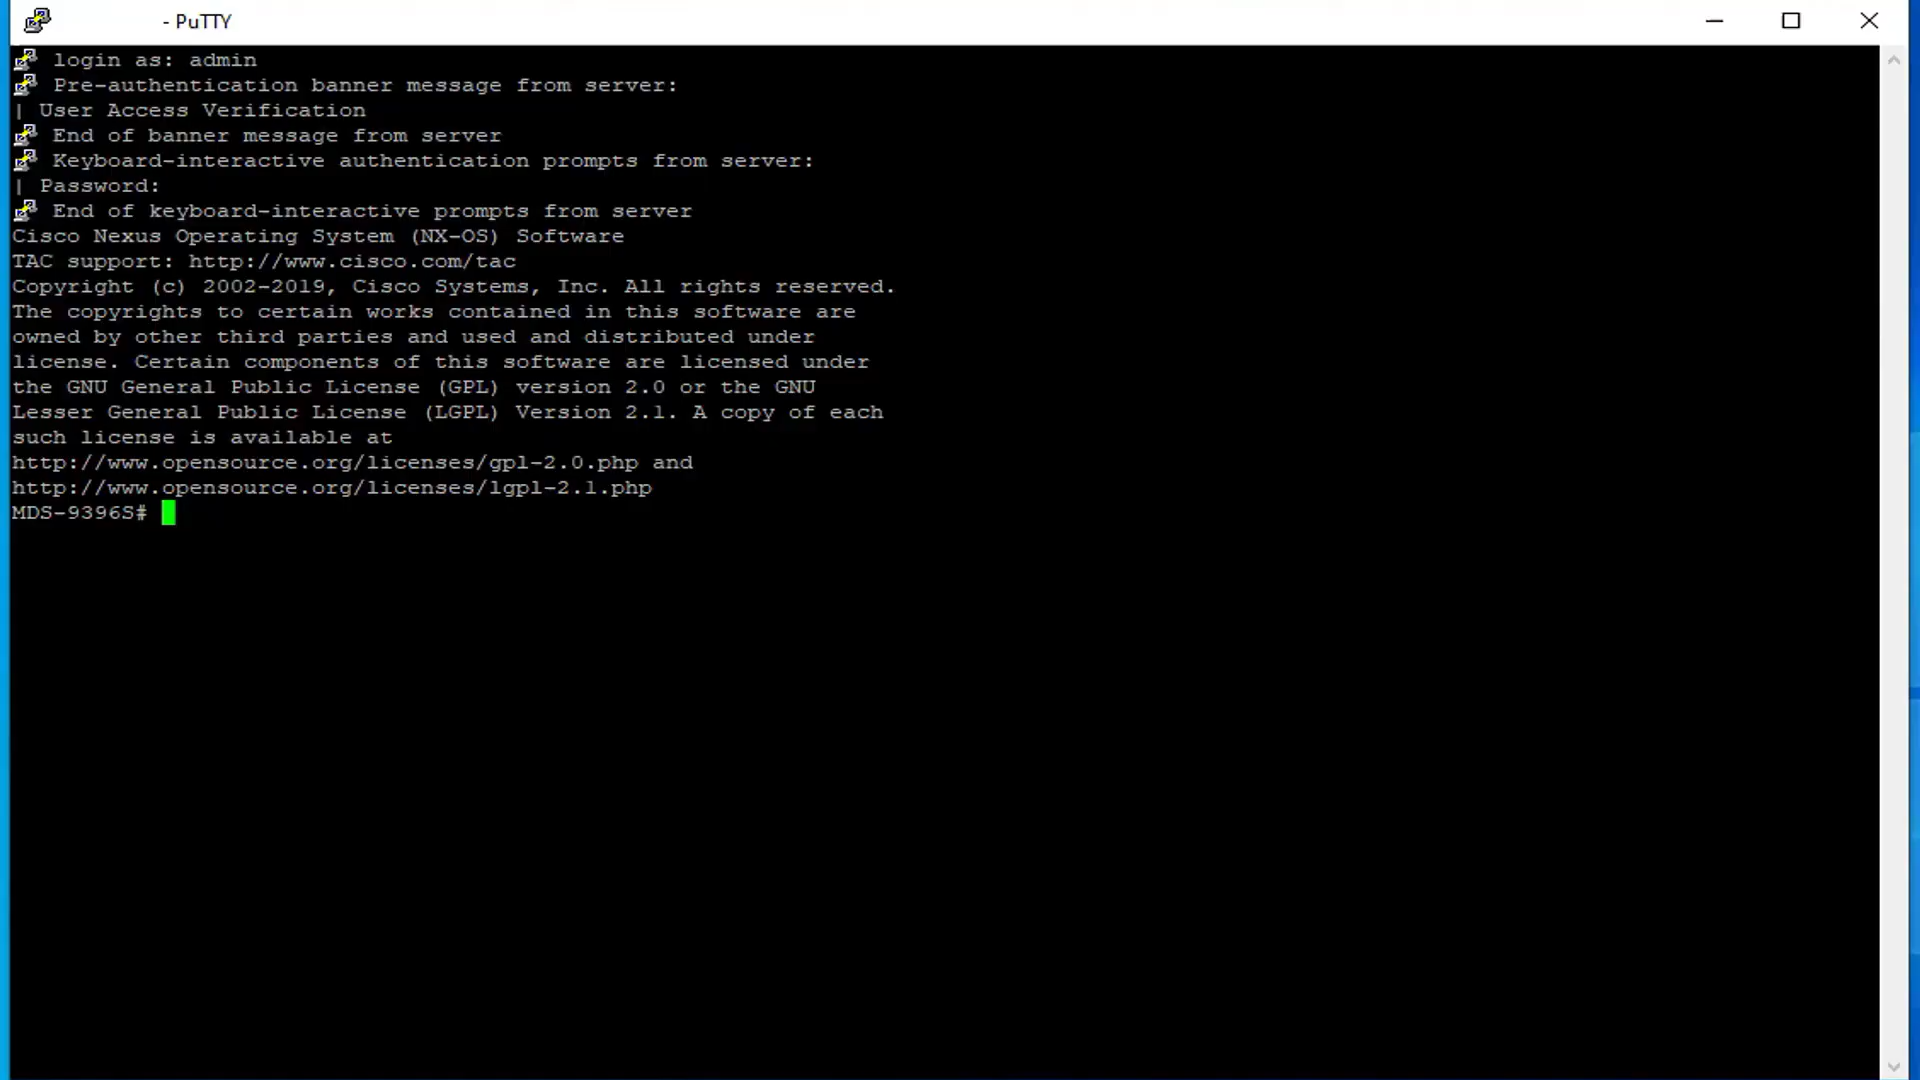 - PuTTY
login as: admin
Pre-authentication banner message from server:
| User Access Verification
End of banner message from server
Keyboard-interactive authentication prompts from server:
| Password:
End of keyboard-interactive prompts from server
Cisco Nexus Operating System (NX-OS) Software
TAC support: http://www.cisco.com/tac
Copyright (c) 2002-2019, Cisco Systems, Inc. All rights reserved.
The copyrights to certain works contained in this software are
owned by other third parties and used and distributed under
license. Certain components of this software are licensed under
the GNU General Public License (GPL) version 2.0 or the GNU
Lesser General Public License (LGPL) Version 2.1. A copy of each
such license is available at
http://www.opensource.org/licenses/gpl-2.0.php and
http://www.opensource.org/licenses/lgpl-2.1.php
MDS-9396S#